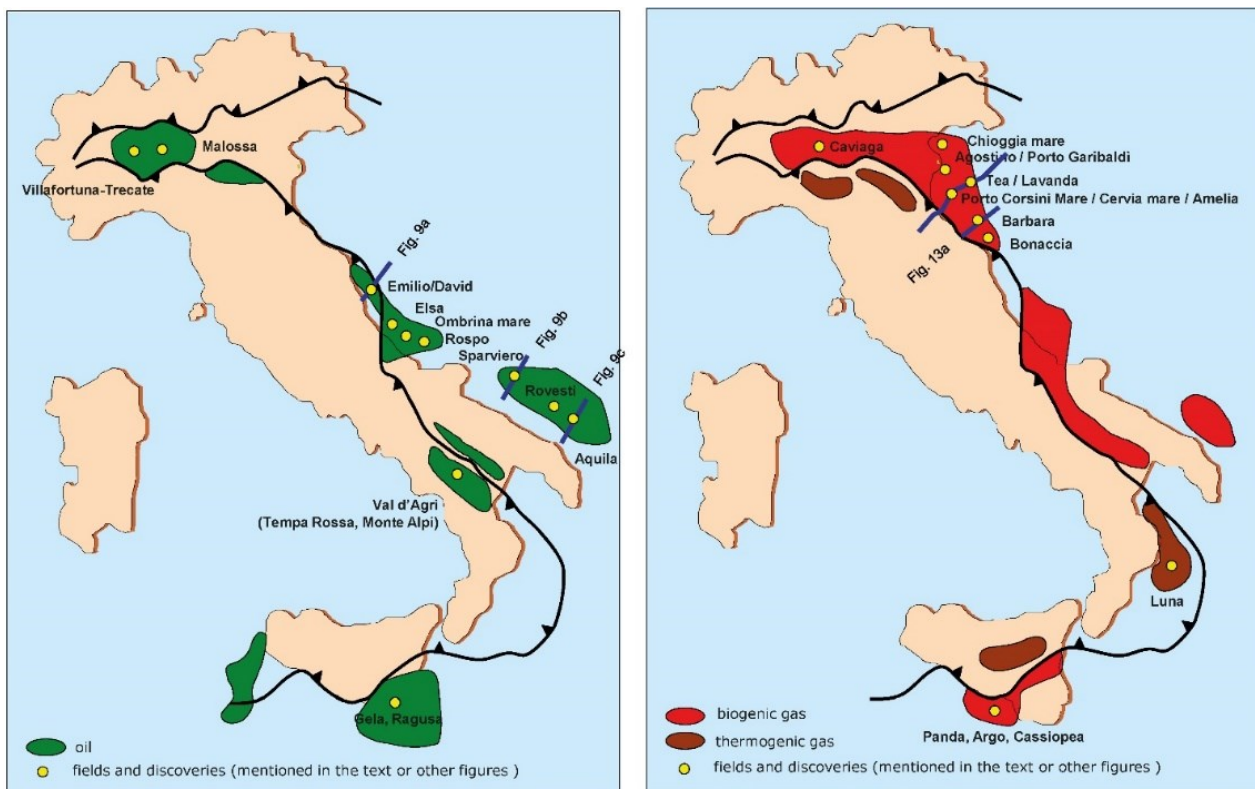 Malossa
Villafortuna-Trecate
Fig. 9a
Emilio/David
Elsa
Ombrina mare
Rospo
Sparviero
Fig. 9b
Rovesti
Fig. 9c
Aquila
Val d'Agri
(Tempa Rossa, Monte Alpi)
Gela, Ragusa
oil
fields and discoveries (mentioned in the text or other figures )
Caviaga
Chioggia mare
Agostino / Porto Garibaldi
Tea / Lavanda
Porto Corsini Mare / Cervia mare / Amelia
Barbara
Bonaccia
Fig. 13a
Luna
Panda, Argo, Cassiopea
biogenic gas
thermogenic gas
fields and discoveries (mentioned in the text or other figures )